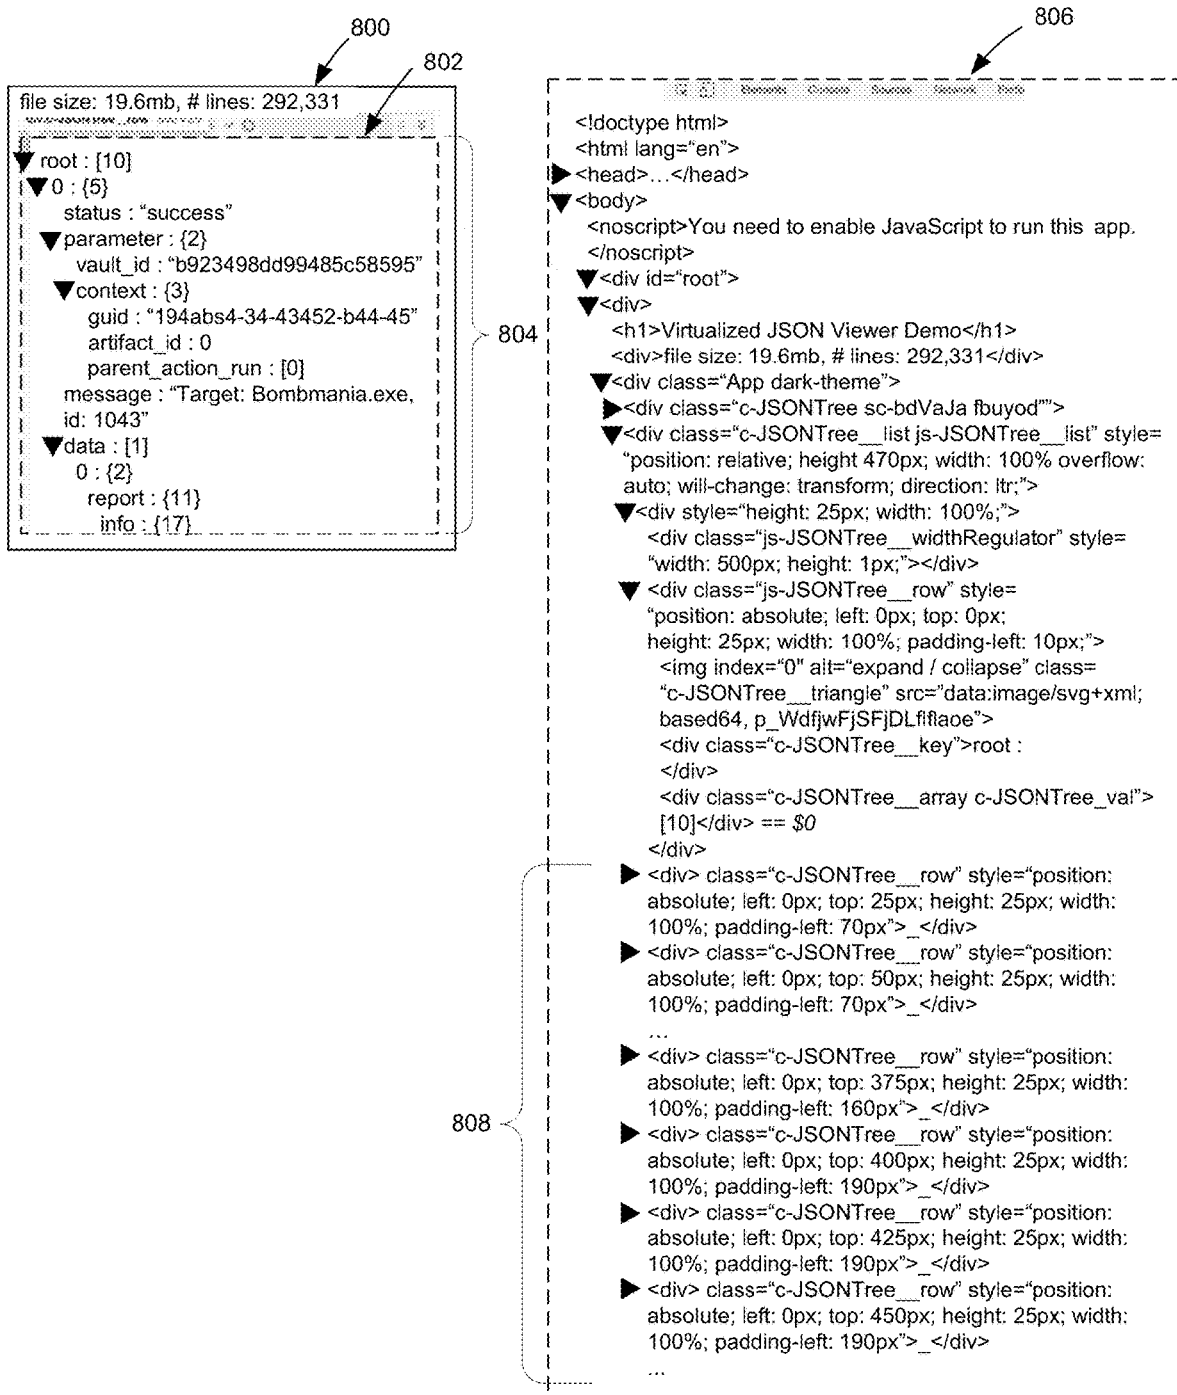 800
802
806
file size: 19.6mb, # lines: 292,331
root : [10]
0 : {5}
status : “success”
parameter : {2}
vault_id : “b923498dd99485c58595”
context : {3}
guid : “194abs4-34-43452-b44-45”
artifact_id : 0
parent_action_run : [0]
message : “Target: Bombmania.exe,
id: 1043”
data : [1]
0 : {2}
report : {11}
info : {17}
804
Elements Console Sources Network
<!doctype html>
<html lang=“en”>
<head>...</head>
<body>
<noscript>You need to enable JavaScript to run this app.
</noscript>
<div id=“root”>
<div>
<h1>Virtualized JSON Viewer Demo</h1>
<div>file size: 19.6mb, # lines: 292,331</div>
<div class=“App dark-theme”>
<div class=“c-JSONTree sc-bdVaJa fbuyod””>
<div class=“c-JSONTree__list js-JSONTree__list” style=
“position: relative; height 470px; width: 100% overflow:
auto; will-change: transform; direction: ltr;”>
<div style=“height: 25px; width: 100%;”>
<div class=“js-JSONTree__widthRegulator” style=
“width: 500px; height: 1px;”></div>
<div class=“js-JSONTree__row” style=
“position: absolute; left: 0px; top: 0px;
height: 25px; width: 100%; padding-left: 10px;”>
<img index=“0” alt=“expand / collapse” class=
“c-JSONTree__triangle” src=“data:image/svg+xml;
based64, p_WdfjwFjSFjDLflflaoe”>
<div class=“c-JSONTree__key”>root :
</div>
<div class=“c-JSONTree__array c-JSONTree_val”>
[10]</div> == $0
</div>
<div> class=“c-JSONTree__row” style=“position:
absolute; left: 0px; top: 25px; height: 25px; width:
100%; padding-left: 70px”>_</div>
<div> class=“c-JSONTree__row” style=“position:
absolute; left: 0px; top: 50px; height: 25px; width:
100%; padding-left: 70px”>_</div>
...
<div> class=“c-JSONTree__row” style=“position:
absolute; left: 0px; top: 375px; height: 25px; width:
100%; padding-left: 160px”>_</div>
<div> class=“c-JSONTree__row” style=“position:
absolute; left: 0px; top: 400px; height: 25px; width:
100%; padding-left: 190px”>_</div>
<div> class=“c-JSONTree__row” style=“position:
absolute; left: 0px; top: 425px; height: 25px; width:
100%; padding-left: 190px”>_</div>
<div> class=“c-JSONTree__row” style=“position:
absolute; left: 0px; top: 450px; height: 25px; width:
100%; padding-left: 190px”>_</div>
...
808